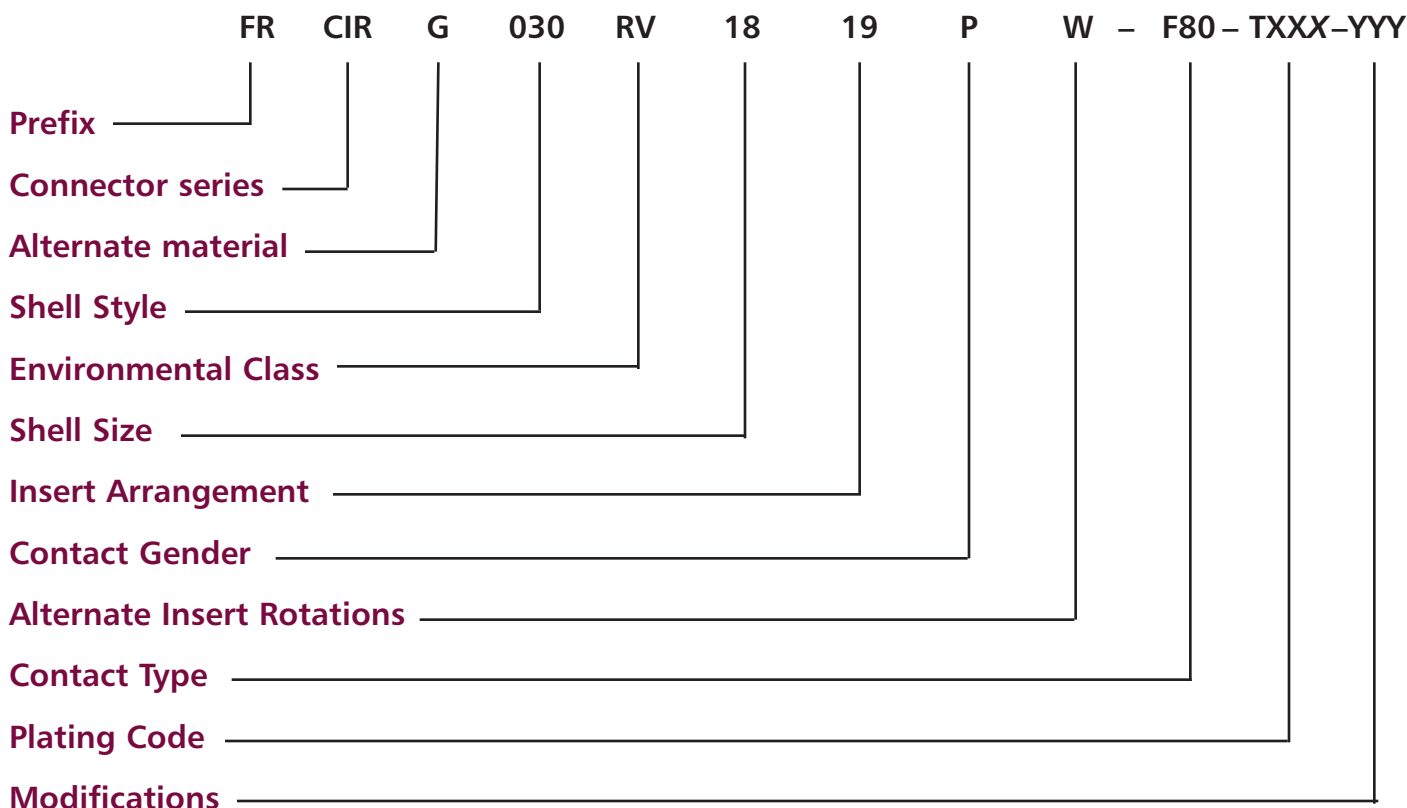 FR CIR G 030 RV 18 19 P W – F80 – TXXX –YYY
Prefix
Connector series
Alternate material
Shell Style
Environmental Class
Shell Size
Insert Arrangement
Contact Gender
Alternate Insert Rotations
Contact Type
Plating Code
Modifications